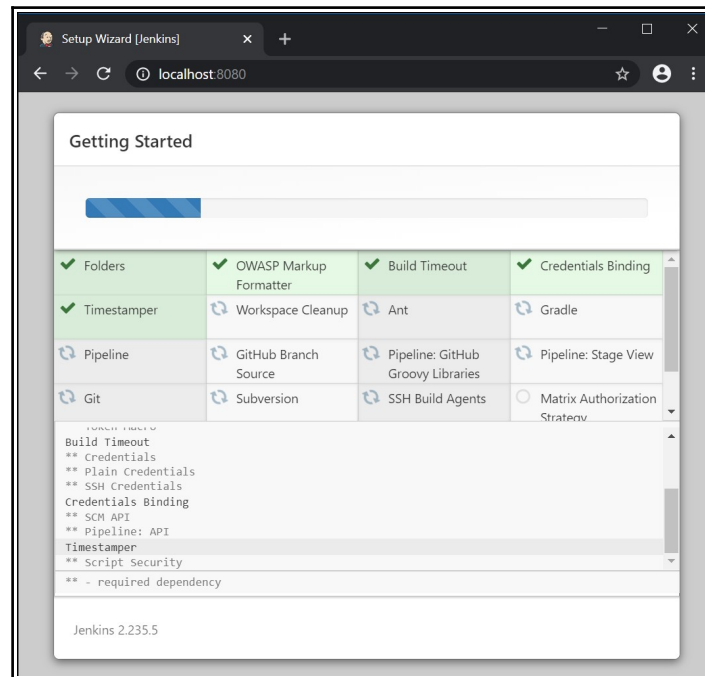 Setup Wizard [Jenkins]
localhost:8080
Getting Started
Folders
OWASP Markup
Formatter
Build Timeout
Credentials Binding
Timestamper
Workspace Cleanup
Ant
Gradle
Pipeline
GitHub Branch
Source
Pipeline: GitHub
Groovy Libraries
Pipeline: Stage View
Git
Subversion
SSH Build Agents
Matrix Authorization
Strategy
** Token Macro
Build Timeout
** Credentials
** Plain Credentials
** SSH Credentials
Credentials Binding
** SCM API
** Pipeline: API
Timestamper
** Script Security
** - required dependency
Jenkins 2.235.5